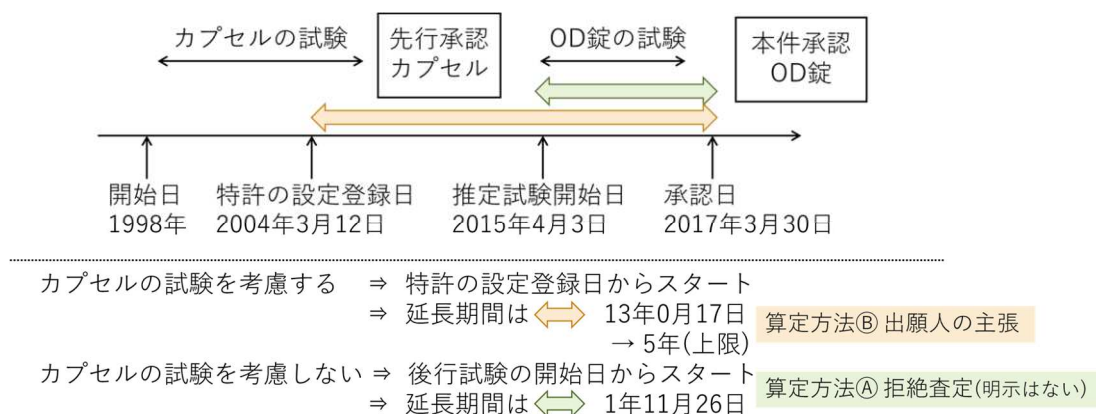 カプセルの試験
先行承認
カプセル
OD錠の試験
本件承認
OD錠
開始日
1998年
特許の設定登録日
2004年3月12日
推定試験開始日
2015年4月3日
承認日
2017年3月30日
カプセルの試験を考慮する ⇒ 特許の設定登録日からスタート
⇒ 延長期間は 13年0月17日
→ 5年(上限)
算定方法Ⓑ 出願人の主張
カプセルの試験を考慮しない ⇒ 後行試験の開始日からスタート
⇒ 延長期間は 1年11月26日
算定方法Ⓐ 拒絶査定(明示はない)